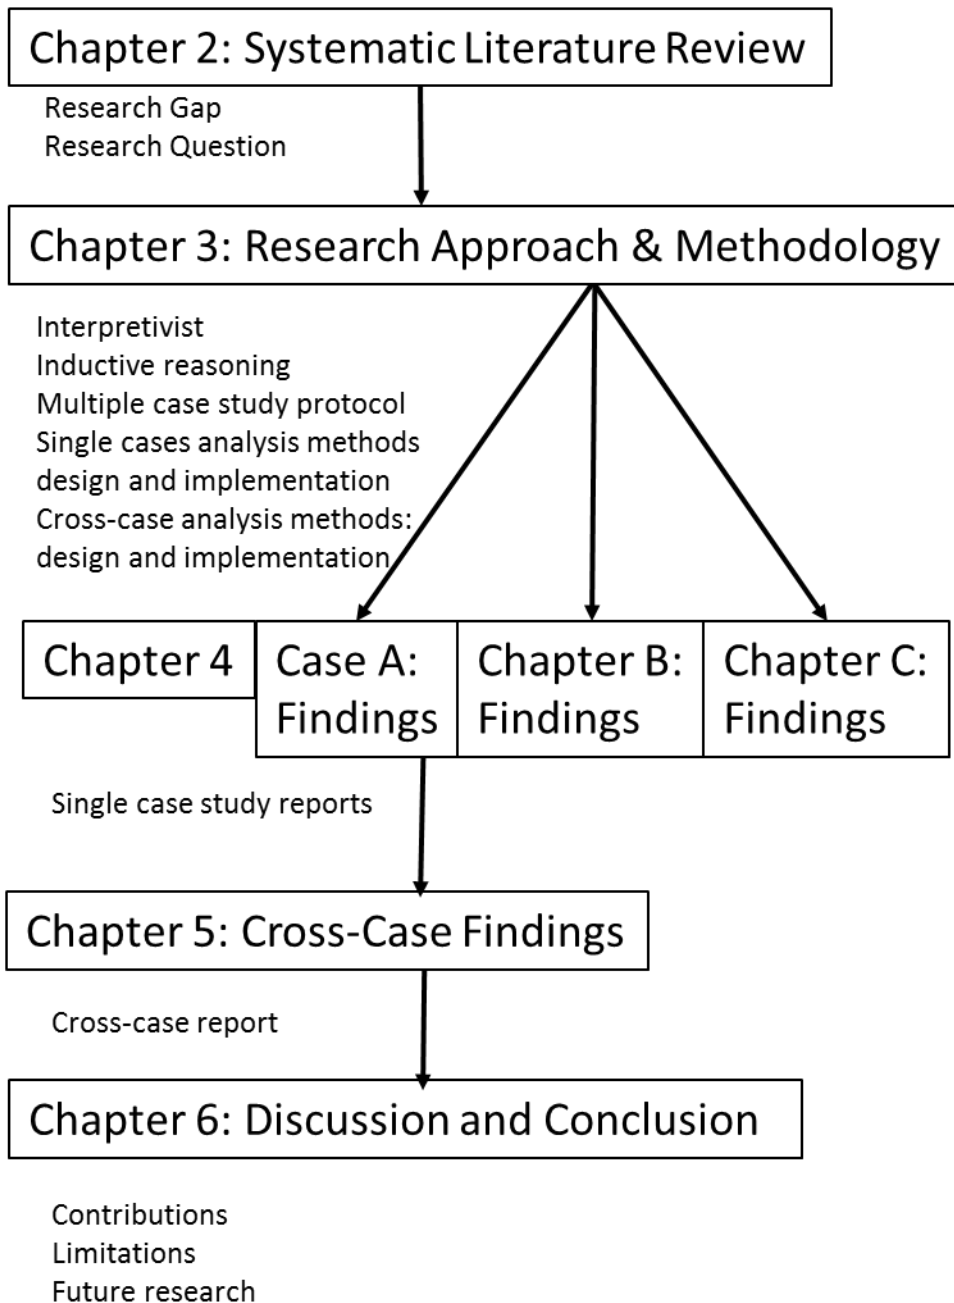 Chapter 2: Systematic Literature Review
Research Gap
Research Question
Chapter 3: Research Approach & Methodology
Interpretivist
Inductive reasoning
Multiple case study protocol
Single cases analysis methods
design and implementation
Cross-case analysis methods:
design and implementation
Chapter 4
Case A:
Findings
Chapter B:
Findings
Chapter C:
Findings
Single case study reports
Chapter 5: Cross-Case Findings
Cross-case report
Chapter 6: Discussion and Conclusion
Contributions
Limitations
Future research